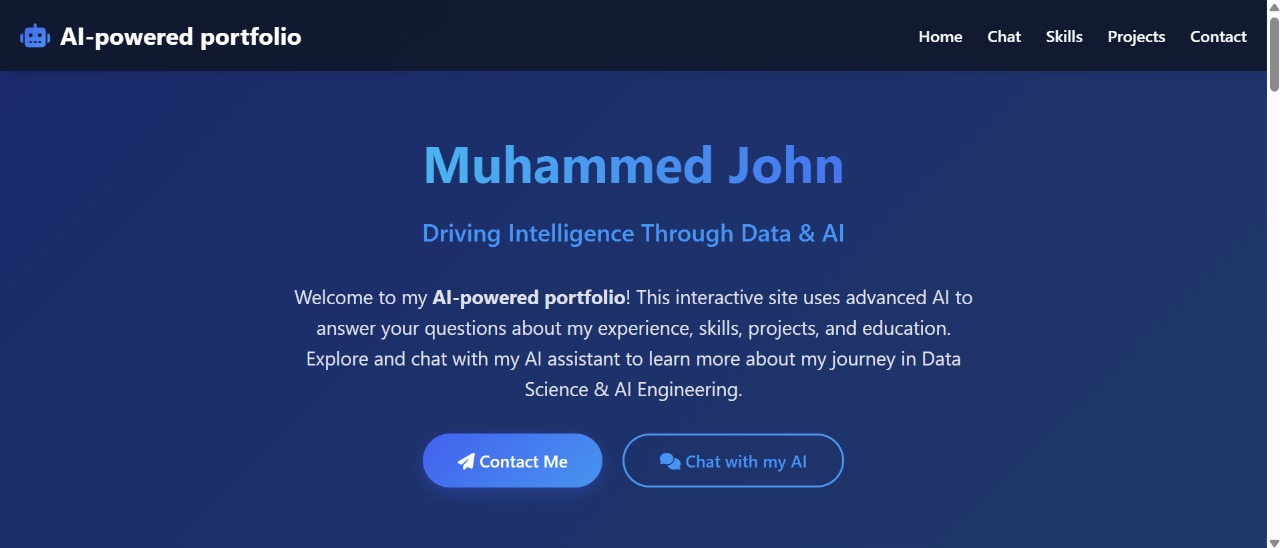 AI-powered portfolio
Home Chat Skills Projects Contact
Muhammed John
Driving Intelligence Through Data & AI
Welcome to my AI-powered portfolio! This interactive site uses advanced AI to
answer your questions about my experience, skills, projects, and education.
Explore and chat with my AI assistant to learn more about my journey in Data
Science & AI Engineering.
Contact Me
Chat with my AI